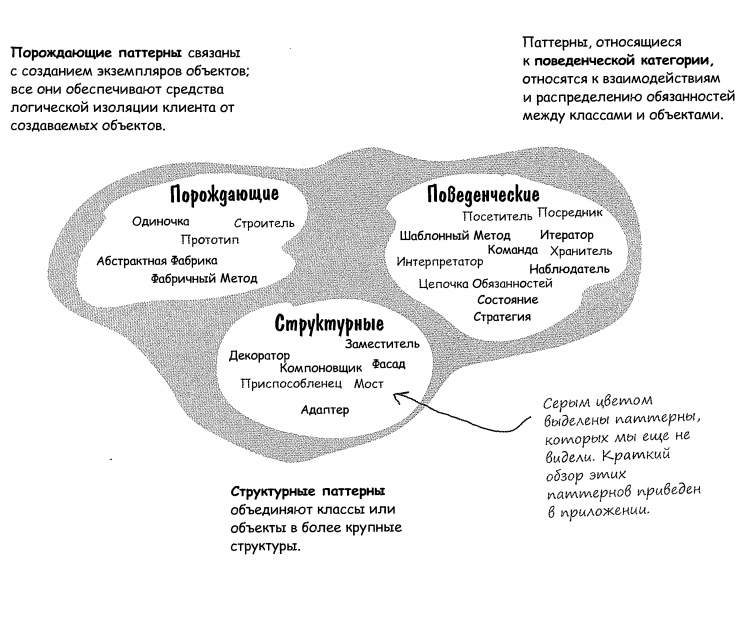 Порождающие паттерны связаны
с созданием экземпляров объектов;
все они обеспечивают средства
логической изоляции клиента от
создаваемых объектов.
Паттерны, относящиеся
к поведенческой категории,
относятся к взаимодействиям
и распределению обязанностей
между классами и объектами.
Порождающие
Одиночка Строитель
Прототип
Абстрактная Фабрика
Фабричный Метод
Поведенческие
Посетитель Посредник
Шаблонный Метод Итератор
Команда Хранитель
Интерпретатор
Наблюдатель
Цепочка Обязанностей
Состояние
Стратегия
Структурные
Заместитель
Декоратор
Компоновщик Фасад
Приспособленец Мост
Адаптер
Серым цветом
выделены паттерны,
которых мы еще не
видели. Краткий
обзор этих
паттернов приведен
в приложении.
Структурные паттерны
объединяют классы или
объекты в более крупные
структуры.